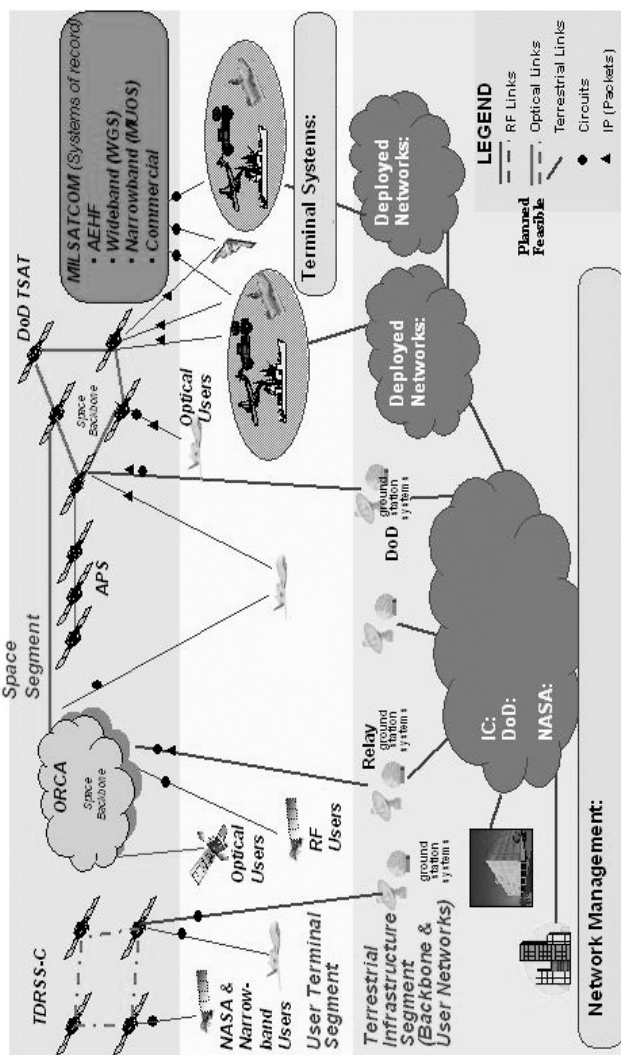 Space
Segment
TDRSS-C
ORCA
Space
Backbone
APS
Space
Backbone
DoD TSAT
MILSATCOM (Systems of record)
• AEHF
• Wideband (WGS)
• Narrowband (MUOS)
• Commercial
NASA &
Narrow-
band
Users
Optical
Users
RF
Users
Optical
Users
User Terminal
Segment
Terminal Systems:
Terrestrial
Infrastructure
Segment
(Backbone &
User Networks)
ground
station
systems
Relay
ground
station
systems
DoD
ground
station
systems
IC:
DoD:
NASA:
Deployed
Networks:
Deployed
Networks:
LEGEND
RF Links
Planned
Feasible
Optical Links
Terrestrial Links
Circuits
IP (Packets)
Network Management: